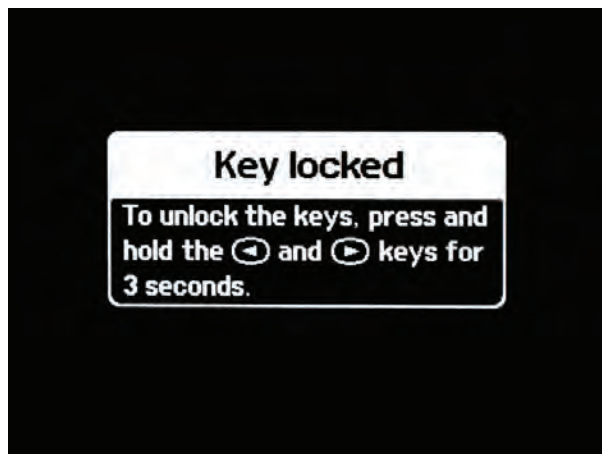 Key locked
To unlock the keys, press and
hold the ◄ and ► keys for
3 seconds.